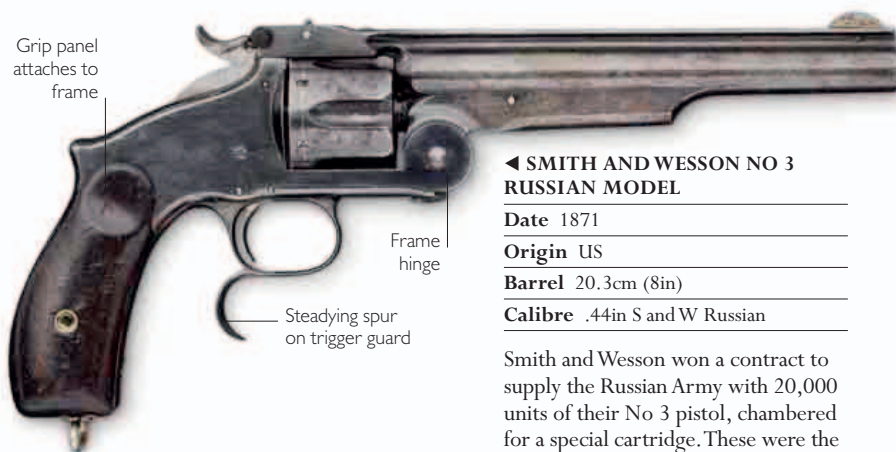 Grip panel
attaches to
frame
Frame
hinge
Steadying spur
on trigger guard
◀ SMITH AND WESSON NO 3
RUSSIAN MODEL
Date 1871
Origin US
Barrel 20.3cm (8in)
Calibre .44in S and W Russian
Smith and Wesson won a contract to
supply the Russian Army with 20,000
units of their No 3 pistol, chambered
for a special cartridge. These were the